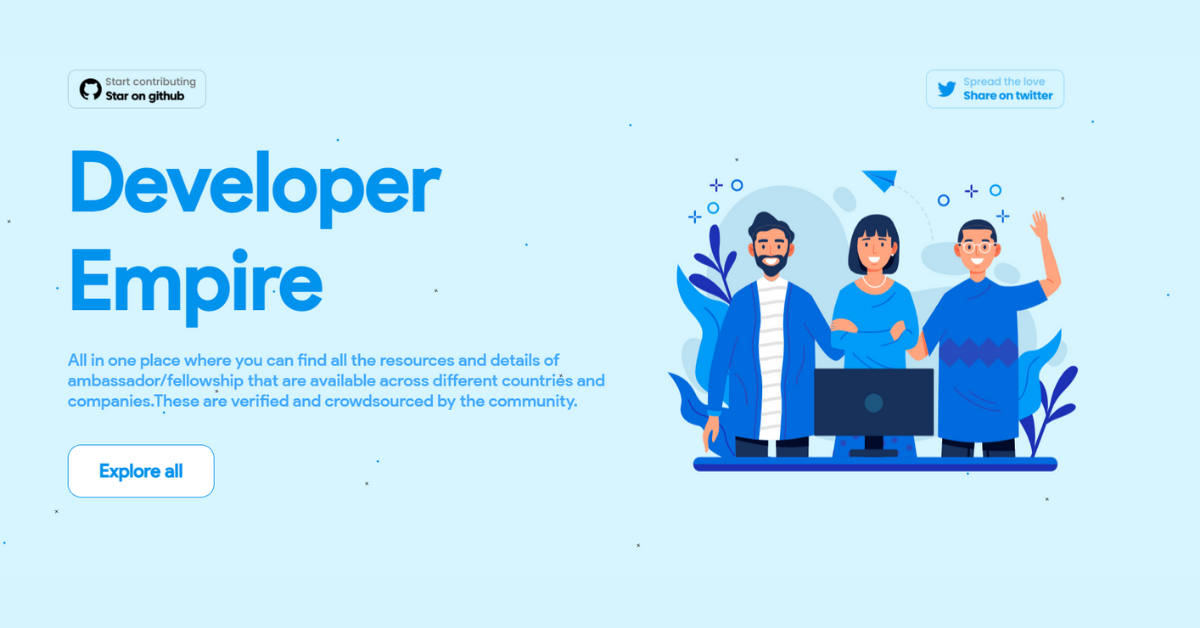 Start contributing
Star on github
Spread the love
Share on twitter
Developer
Empire
All in one place where you can find all the resources and details of
ambassador/fellowship that are available across different countries and
companies.These are verified and crowdsourced by the community.
Explore all